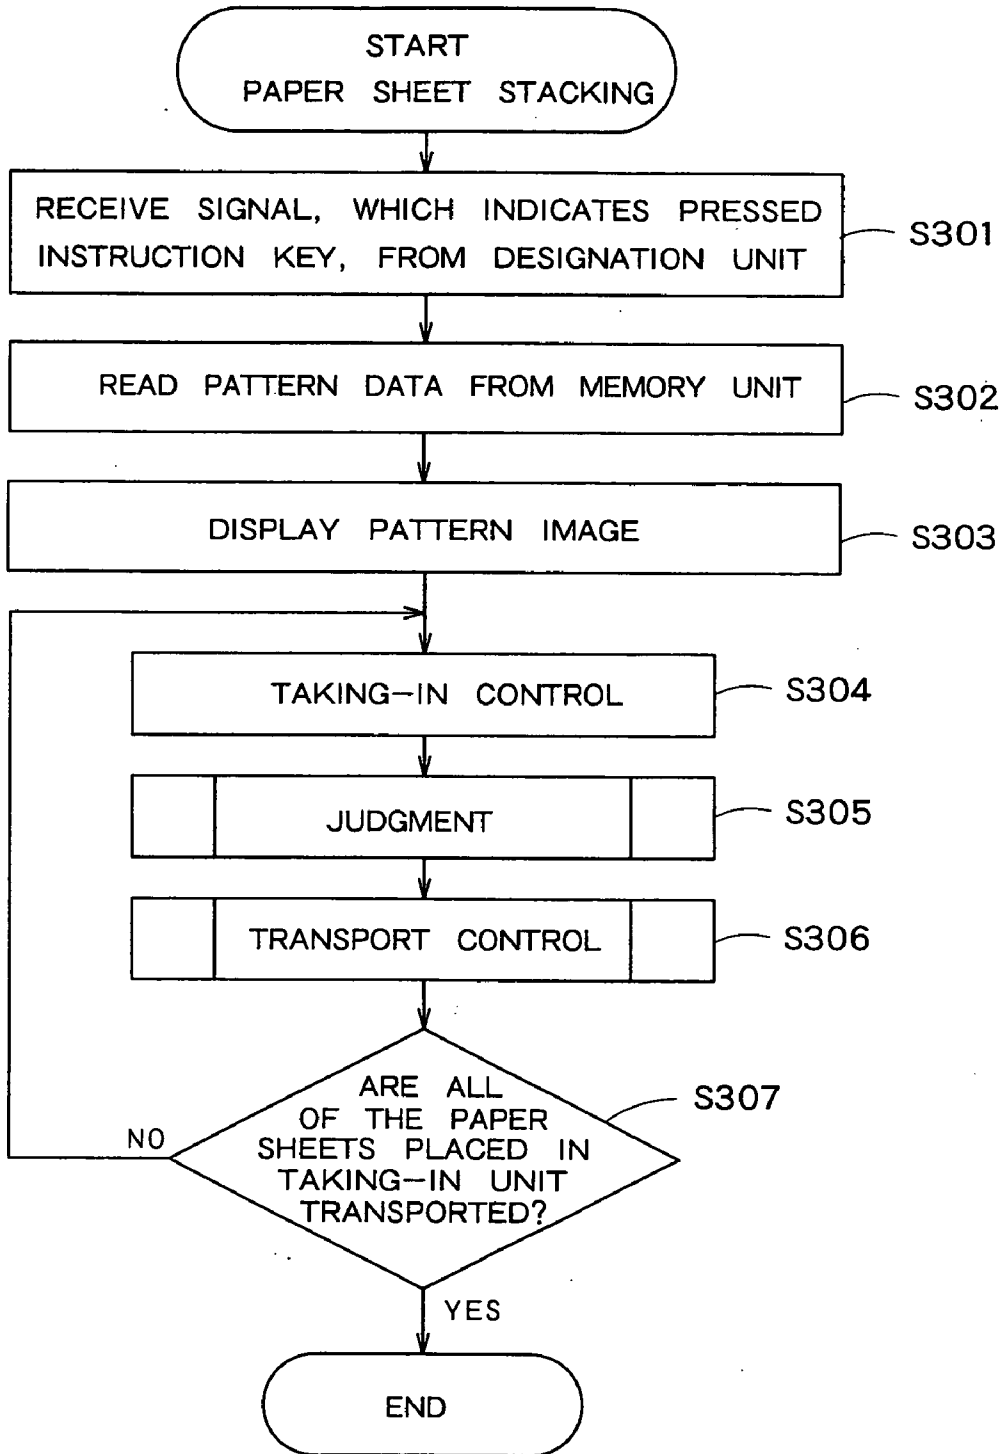 START
PAPER SHEET STACKING
RECEIVE SIGNAL, WHICH INDICATES PRESSED
INSTRUCTION KEY, FROM DESIGNATION UNIT
S301
READ PATTERN DATA FROM MEMORY UNIT
S302
DISPLAY PATTERN IMAGE
S303
TAKING-IN CONTROL
S304
JUDGMENT
S305
TRANSPORT CONTROL
S306
ARE ALL
OF THE PAPER
SHEETS PLACED IN
TAKING-IN UNIT
TRANSPORTED?
S307
NO
YES
END